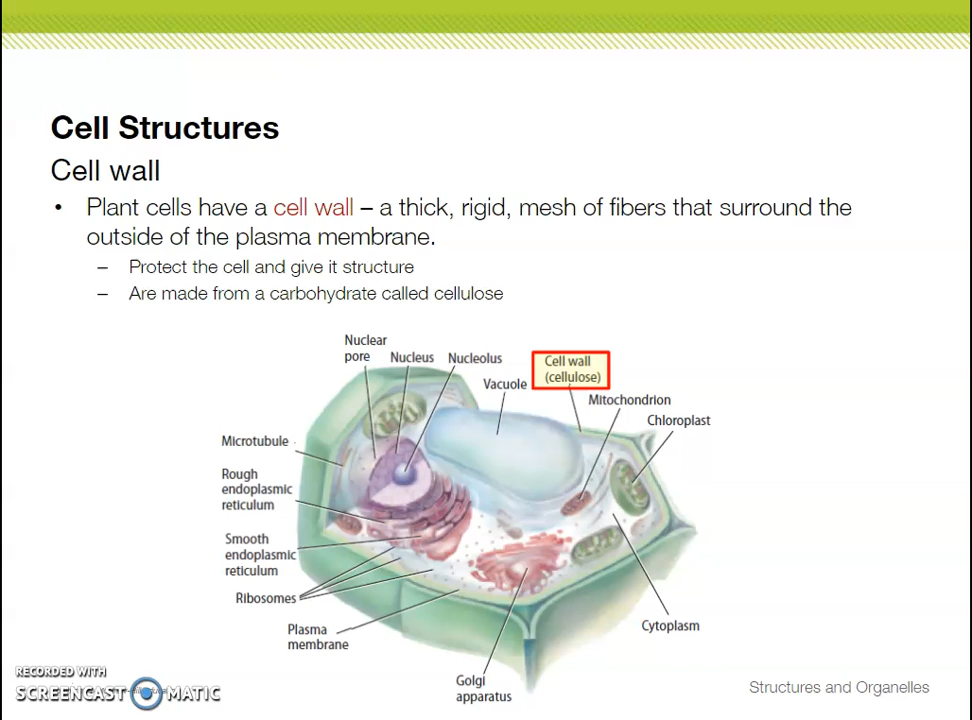 Cell Structures
Cell wall
• Plant cells have a cell wall – a thick, rigid, mesh of fibers that surround the
outside of the plasma membrane.
– Protect the cell and give it structure
– Are made from a carbohydrate called cellulose
Nuclear
pore
Nucleus
Nucleolus
Vacuole
Cell wall
(cellulose)
Mitochondrion
Chloroplast
Microtubule
Rough
endoplasmic
reticulum
Smooth
endoplasmic
reticulum
Ribosomes
Plasma
membrane
Golgi
apparatus
Cytoplasm
RECORDED WITH
SCREENCAST MATIC
Structures and Organelles